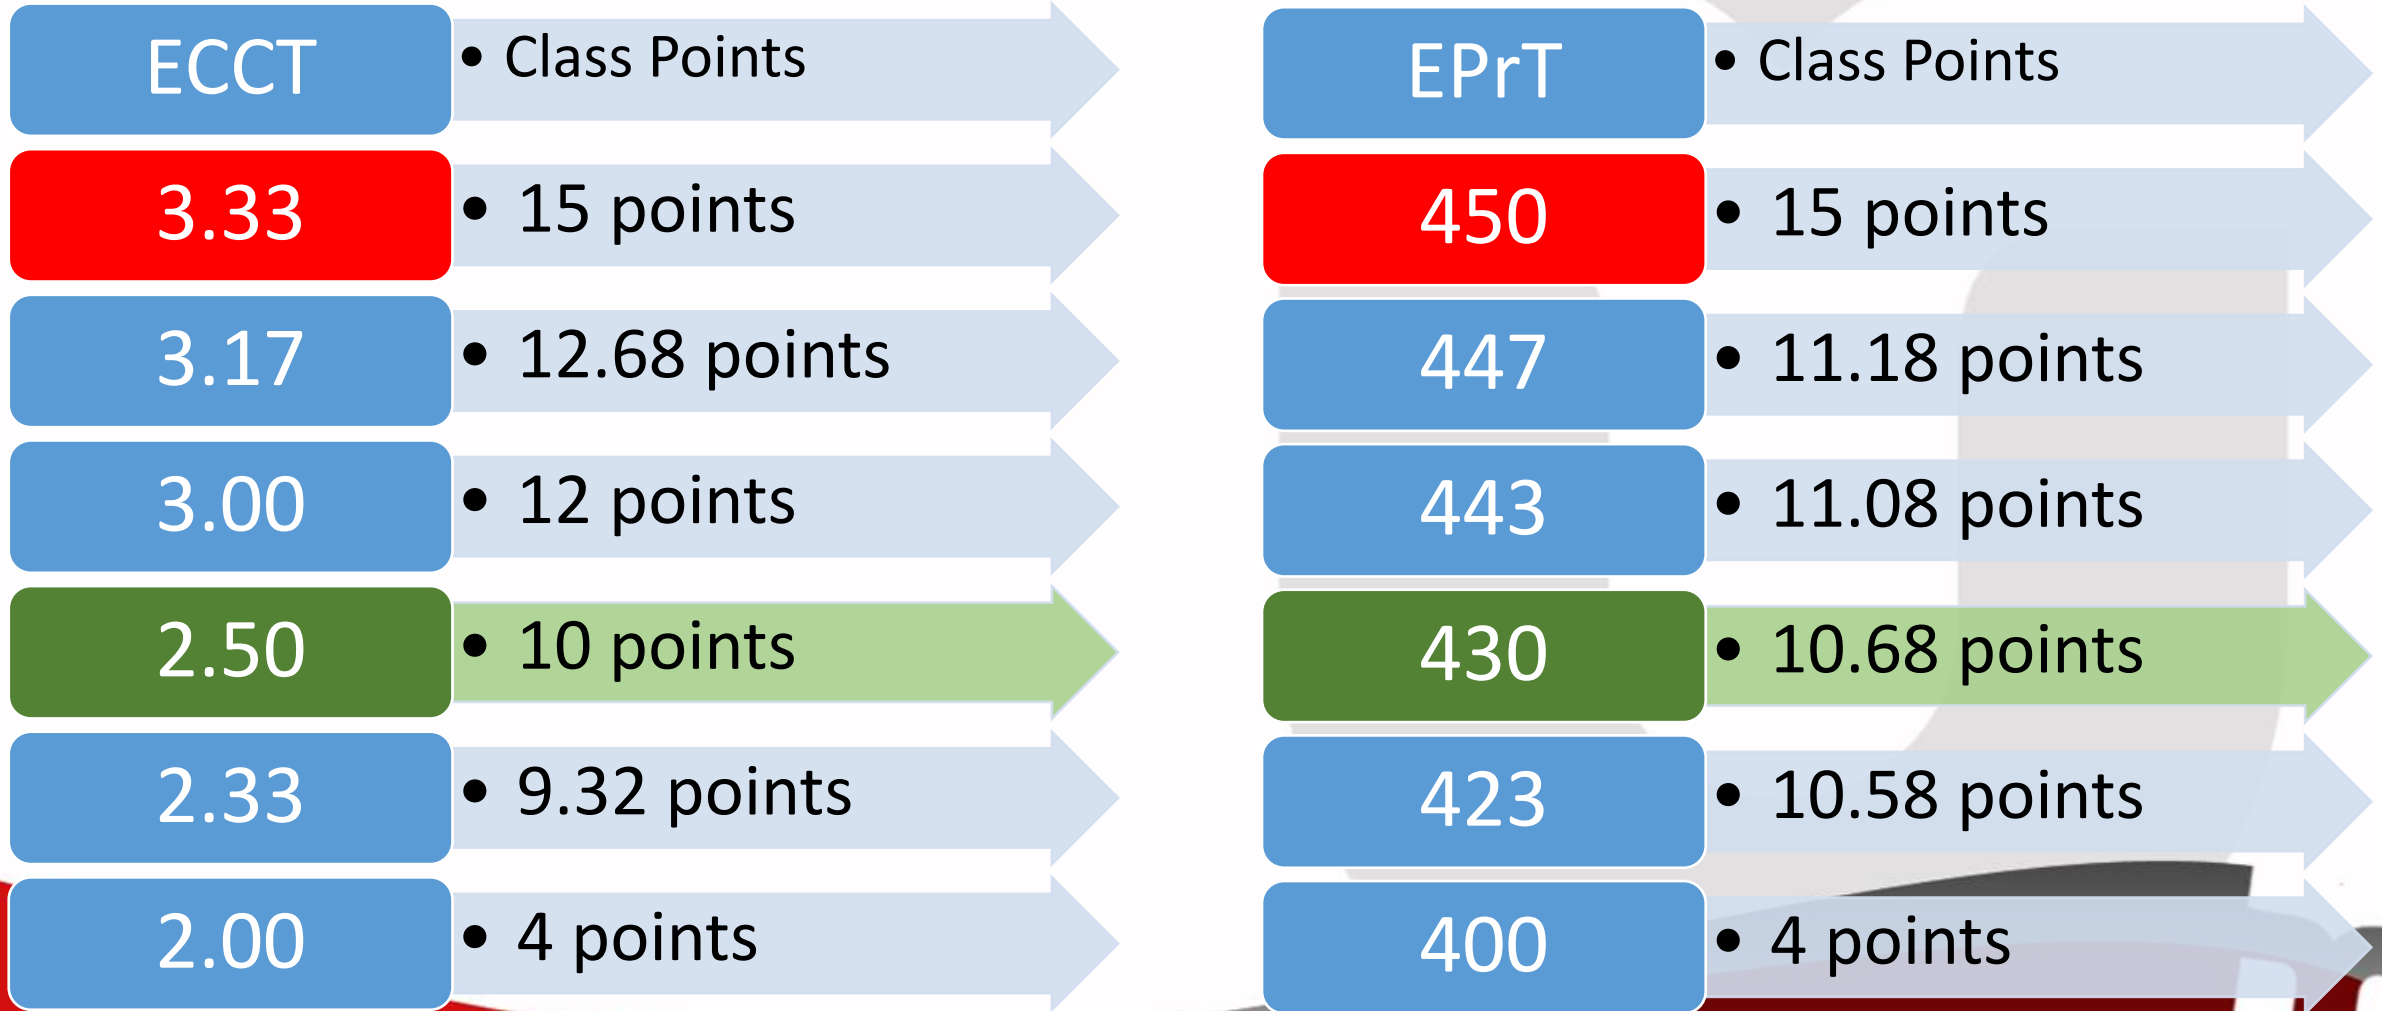 ECCT
• Class Points
3.33
• 15 points
3.17
• 12.68 points
3.00
• 12 points
2.50
• 10 points
2.33
• 9.32 points
2.00
• 4 points
EPrT
• Class Points
450
• 15 points
447
• 11.18 points
443
• 11.08 points
430
• 10.68 points
423
• 10.58 points
400
• 4 points